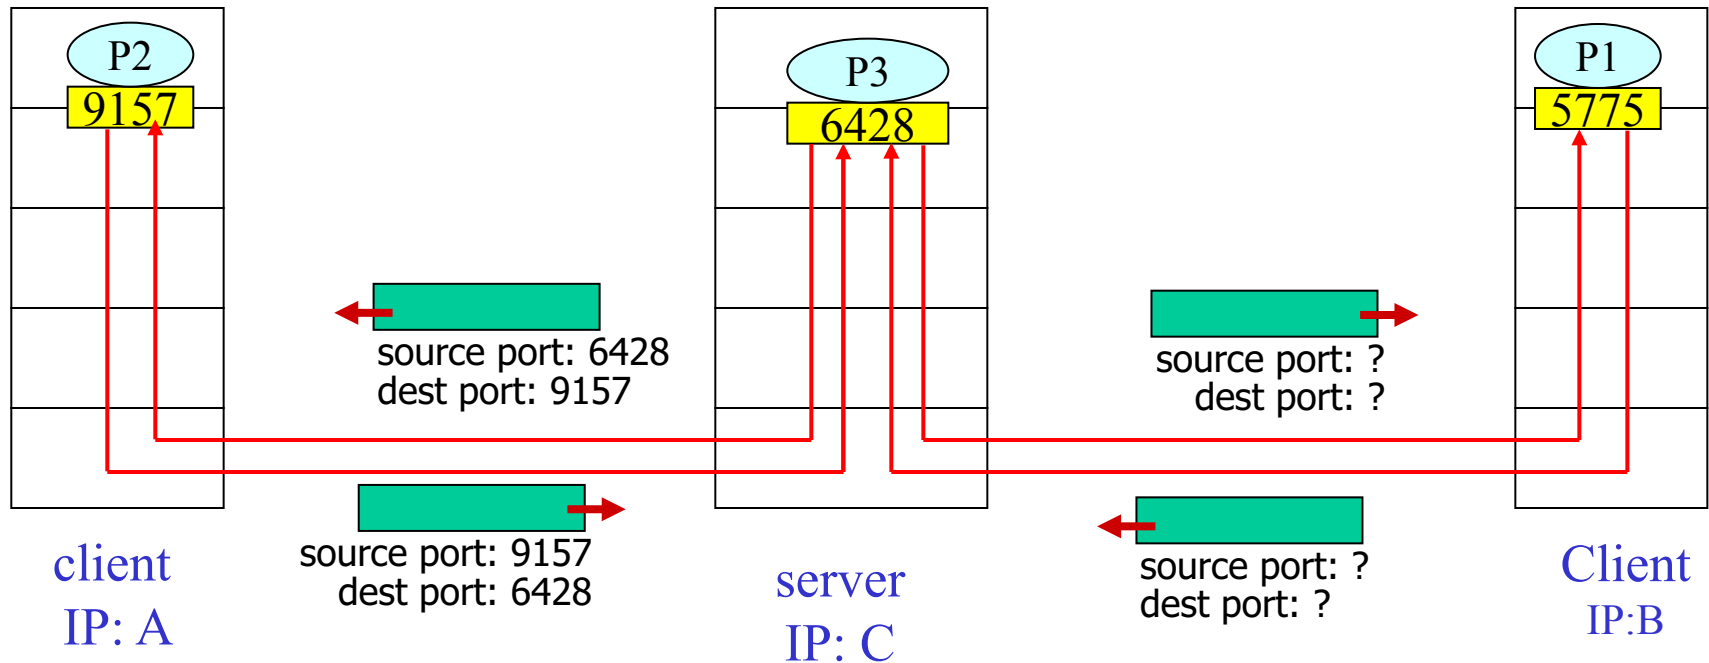 P2
9157
P3
6428
P1
5775
source port: 6428
dest port: 9157
source port: ?
dest port: ?
source port: 9157
dest port: 6428
source port: ?
dest port: ?
client
IP: A
server
IP: C
Client
IP:B